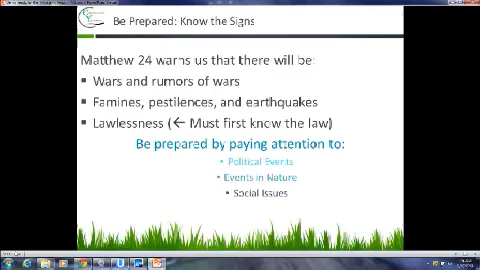 Be Prepared: Know the Signs
Matthew 24 warns us that there will be:
▪ Wars and rumors of wars
▪ Famines, pestilences, and earthquakes
▪ Lawlessness (← Must first know the law)
Be prepared by paying attention to:
• Political Events
• Events in Nature
• Social Issues